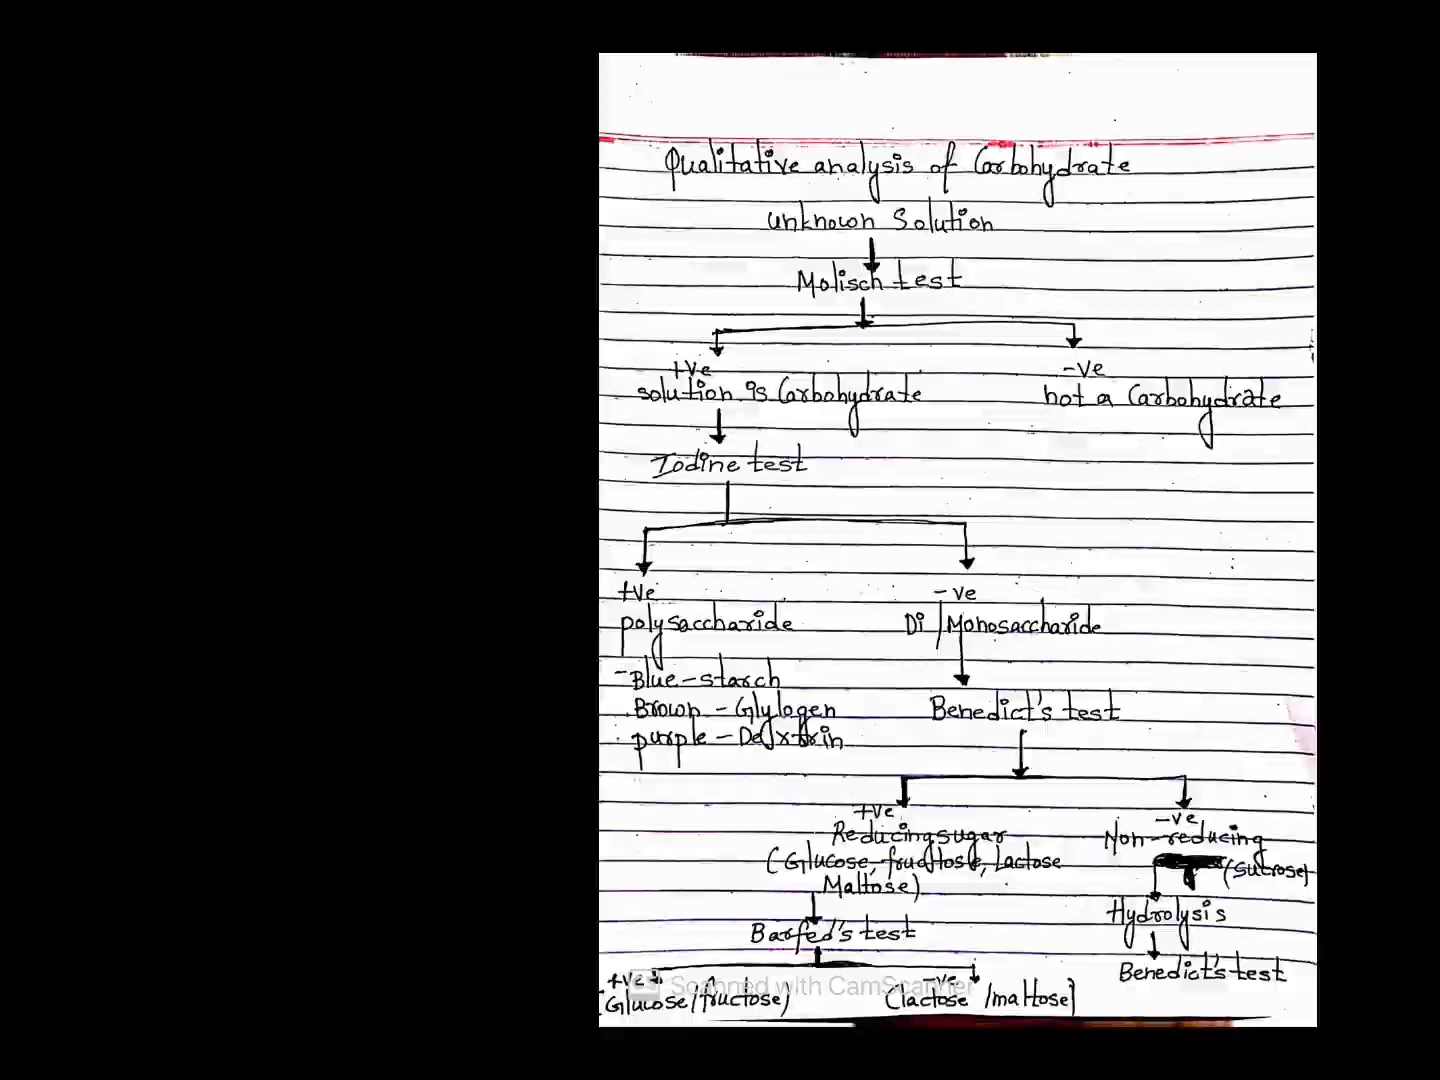 Qualitative analysis of Carbohydrate
unknown Solution
Molisch test
+ve
-ve
solution is Carbohydrate
not a Carbohydrate
Iodine test
+ve
-ve
polysaccharide
Di/Monosaccharide
-Blue-starch
Brown - Glylogen
purple - Dextrin
Benedict's test
+ve
-ve
Reducing sugar
Non-reducing
(Glucose, fructose, Lactose
Maltose)
(sucrose)
Hydrolysis
Barfed's test
Benedict's test
+ve
-ve
(Glucose/fructose)
(lactose/maltose)
Scanned with CamScanner